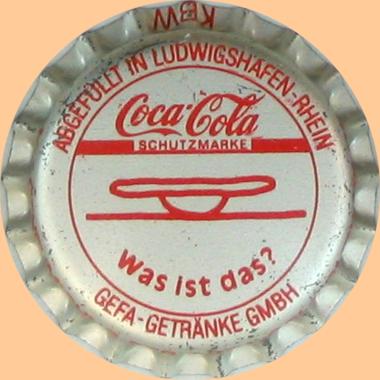 KBW
ABGEFÜLLT IN LUDWIGSHAFEN-RHEIN
Coca-Cola
SCHUTZMARKE
Was ist das?
GEFA-GETRÄNKE GMBH